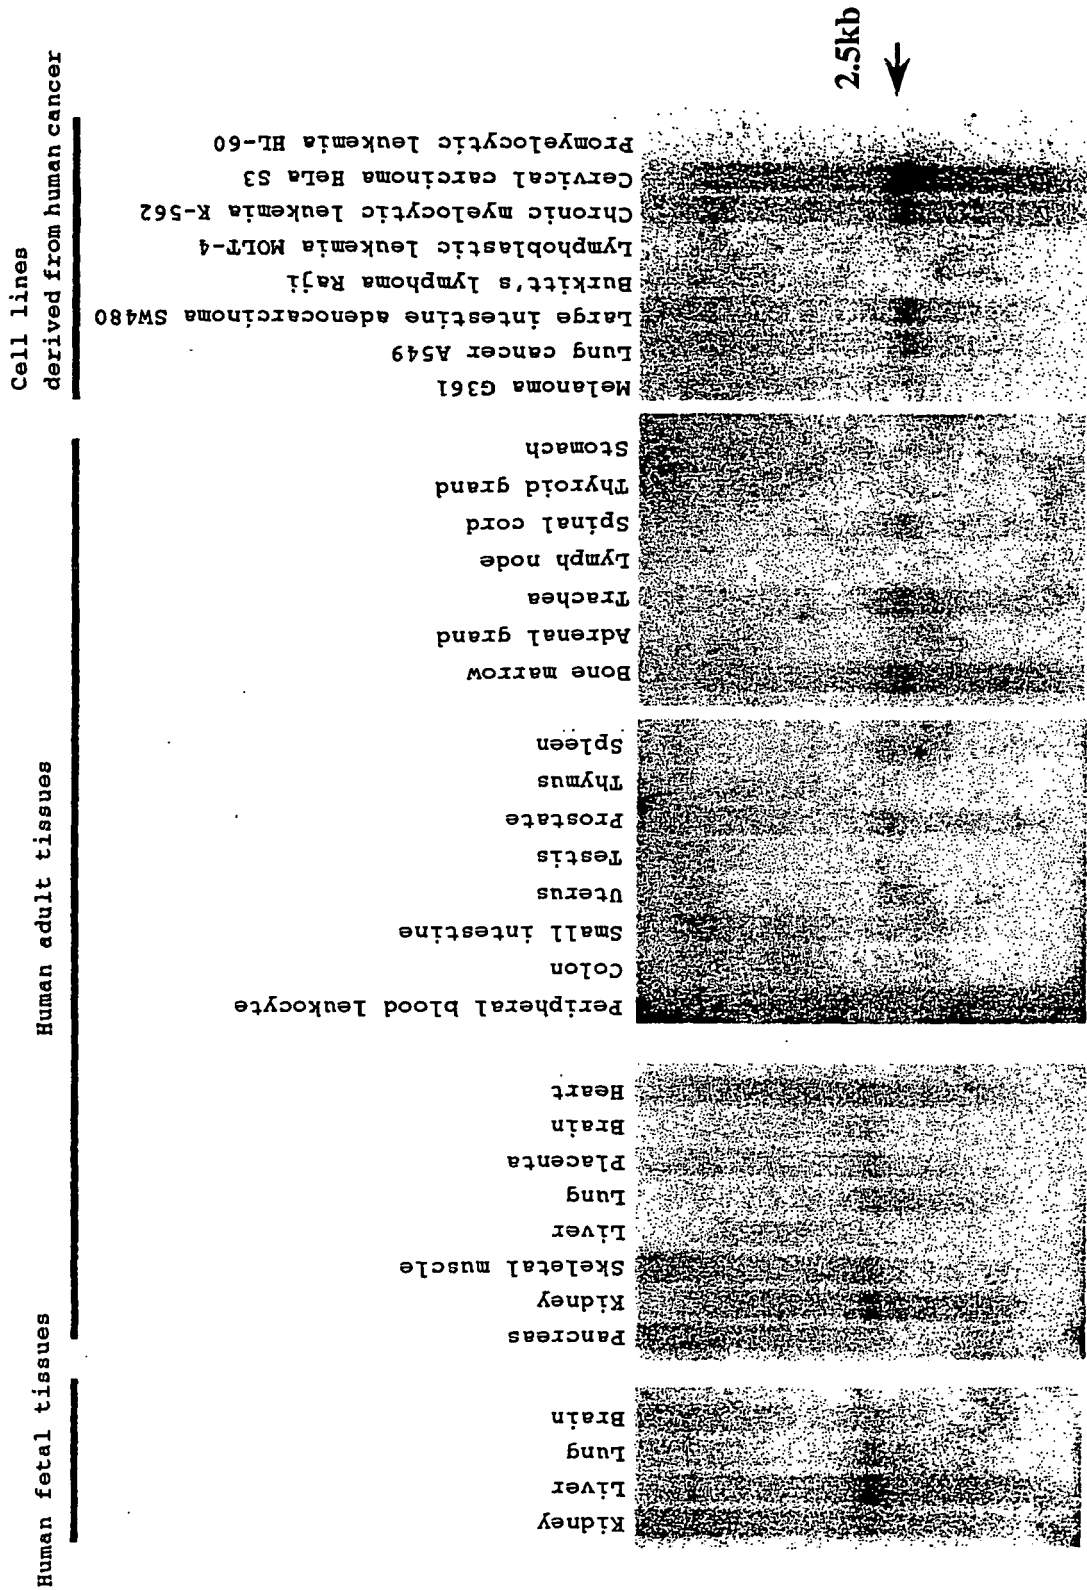 Human fetal tissues
Human adult tissues
Cell lines
derived from human cancer
Kidney
Liver
Lung
Brain
Pancreas
Kidney
Skeletal muscle
Liver
Lung
Placenta
Brain
Heart
Peripheral blood leukocyte
Colon
Small intestine
Uterus
Testis
Prostate
Thymus
Spleen
Bone marrow
Adrenal grand
Trachea
Lymph node
Spinal cord
Thyroid grand
Stomach
Melanoma G361
Lung cancer A549
Large intestine adenocarcinoma SW480
Burkitt's lymphoma Raji
Lymphoblastic leukemia MOLT-4
Chronic myelocytic leukemia K-562
Cervical carcinoma HeLa S3
Promyelocytic leukemia HL-60
2.5kb